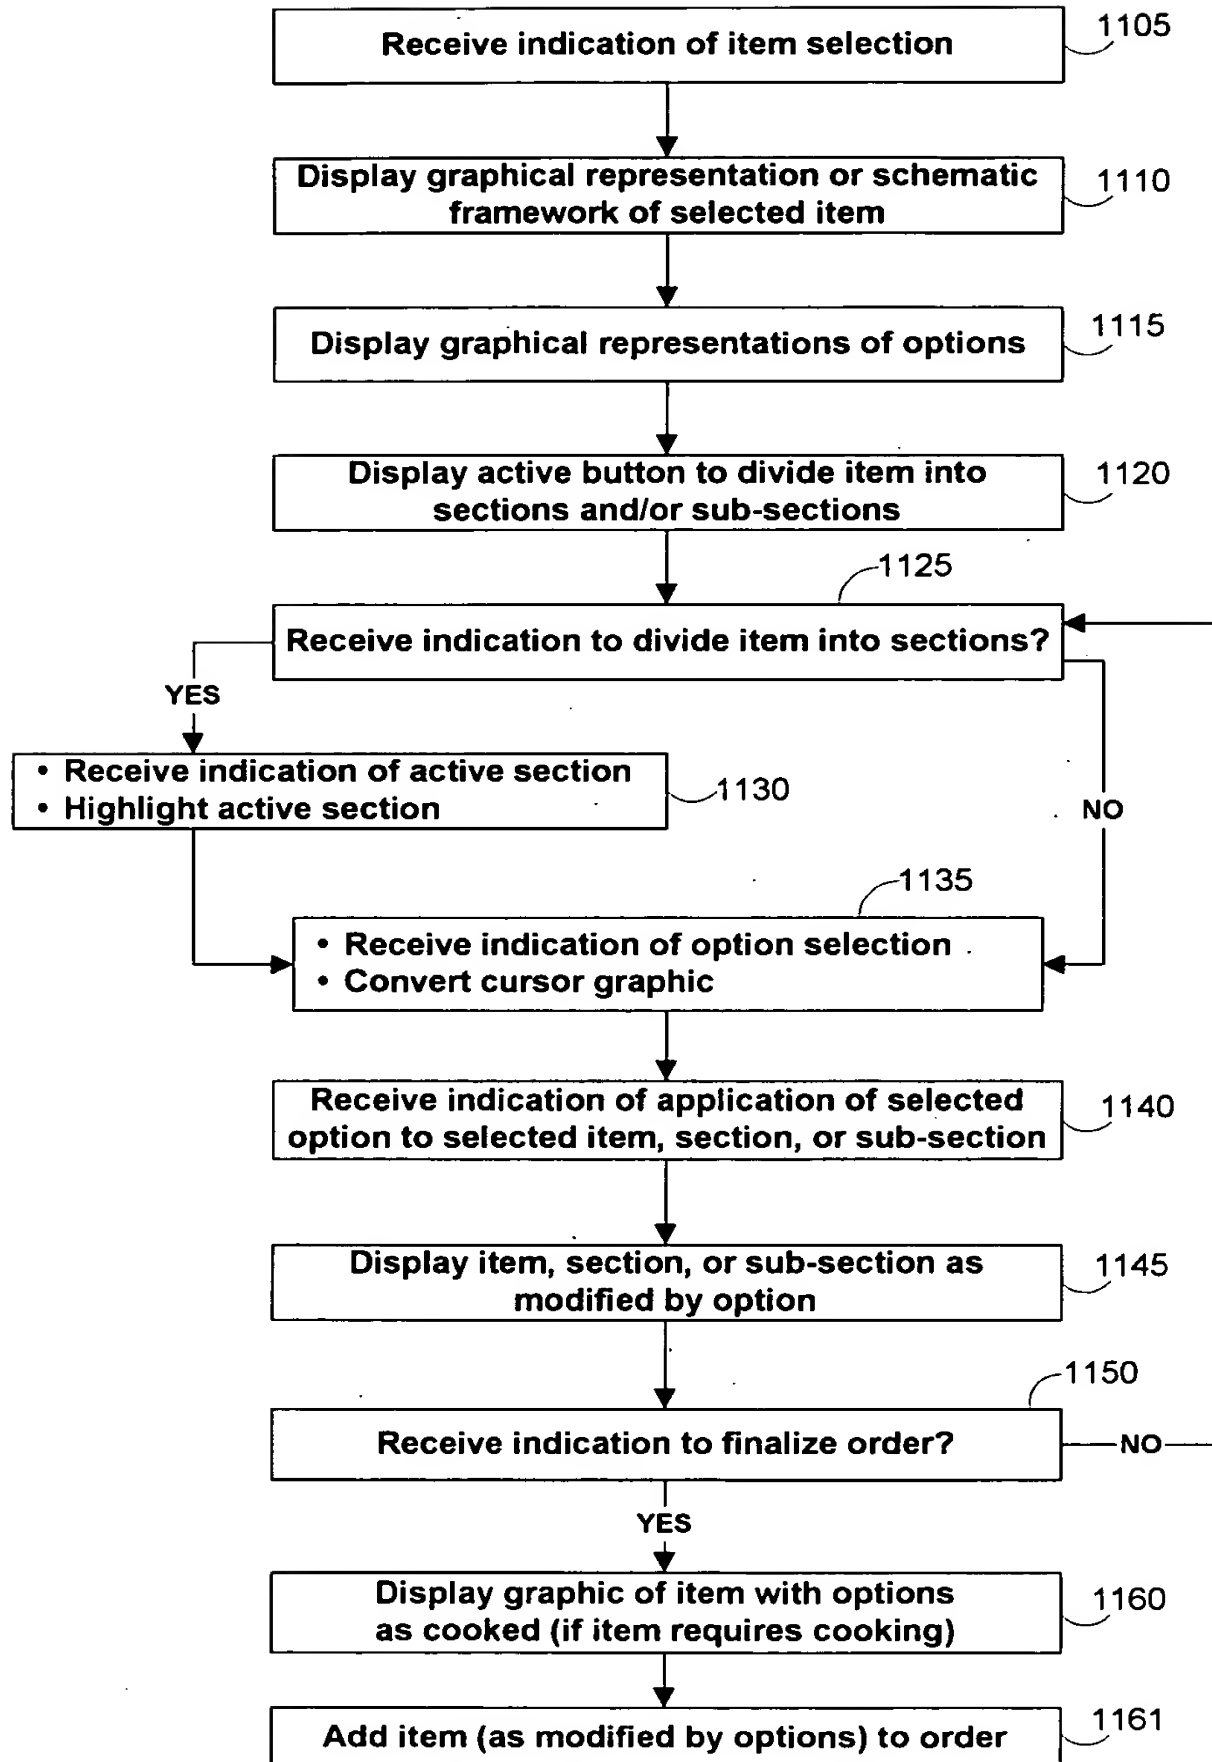 Receive indication of item selection
1105
Display graphical representation or schematic
framework of selected item
1110
Display graphical representations of options
1115
Display active button to divide item into
sections and/or sub-sections
1120
1125
Receive indication to divide item into sections?
YES
• Receive indication of active section
• Highlight active section
1130
NO
1135
• Receive indication of option selection
• Convert cursor graphic
Receive indication of application of selected
option to selected item, section, or sub-section
1140
Display item, section, or sub-section as
modified by option
1145
1150
Receive indication to finalize order?
NO
YES
Display graphic of item with options
as cooked (if item requires cooking)
1160
Add item (as modified by options) to order
1161